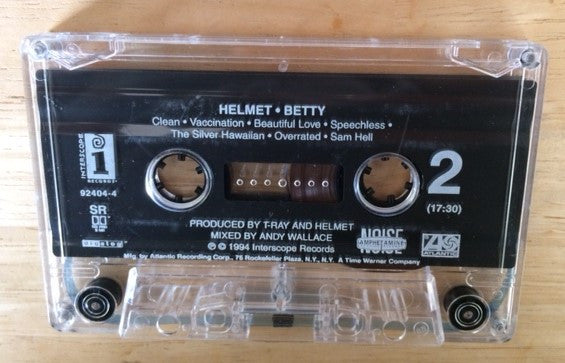 HELMET • BETTY
Clean • Vaccination • Beautiful Love • Speechless •
The Silver Hawaiian • Overrated • Sam Hell
INTERSCOPE
i
RECORDS
92404-4
2
(17:30)
SR
PRODUCED BY T-RAY AND HELMET
MIXED BY ANDY WALLACE
℗ © 1994 Interscope Records
AMPHETAMINE
NOISE
ATLANTIC
Mfg. by Atlantic Recording Corp., 75 Rockefeller Plaza, N.Y., N.Y. A Time Warner Company